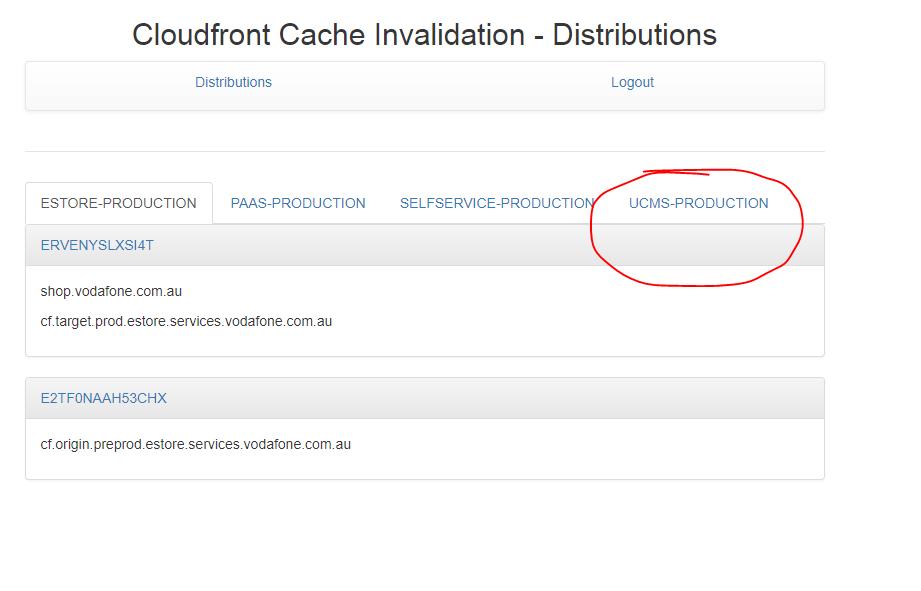 Cloudfront Cache Invalidation - Distributions
Distributions Logout
ESTORE-PRODUCTION PAAS-PRODUCTION SELFSERVICE-PRODUCTION UCMS-PRODUCTION
ERVENYSLXSI4T
shop.vodafone.com.au
cf.target.prod.estore.services.vodafone.com.au
E2TF0NAAH53CHX
cf.origin.preprod.estore.services.vodafone.com.au